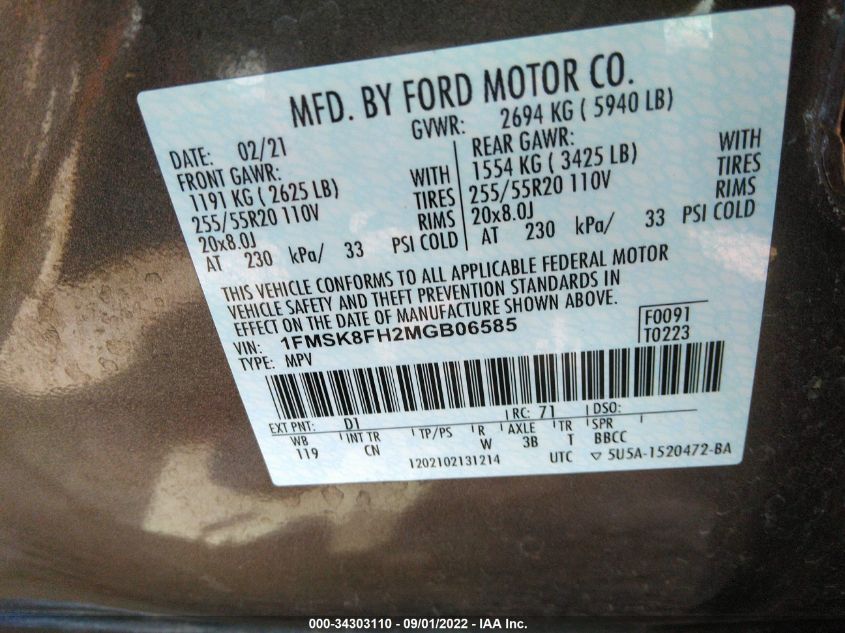 MFD. BY FORD MOTOR CO.
DATE: 02/21 GVWR: 2694 KG ( 5940 LB)
FRONT GAWR: REAR GAWR:
1191 KG ( 2625 LB) WITH 1554 KG ( 3425 LB) WITH
255/55R20 110V TIRES 255/55R20 110V TIRES
20x8.0J RIMS 20x8.0J RIMS
AT 230 kPa/ 33 PSI COLD AT 230 kPa/ 33 PSI COLD
THIS VEHICLE CONFORMS TO ALL APPLICABLE FEDERAL MOTOR
VEHICLE SAFETY AND THEFT PREVENTION STANDARDS IN
EFFECT ON THE DATE OF MANUFACTURE SHOWN ABOVE.
VIN: 1FMSK8FH2MGB06585 F0091
TYPE: MPV T0223
EXT PNT: D1 RC: 71 DSO:
WB INT TR TP/PS R AXLE TR SPR
119 CN W 3B T BBCC
1202102131214 UTC ▽ 5U5A-1520472-BA
000-34303110 - 09/01/2022 - IAA Inc.